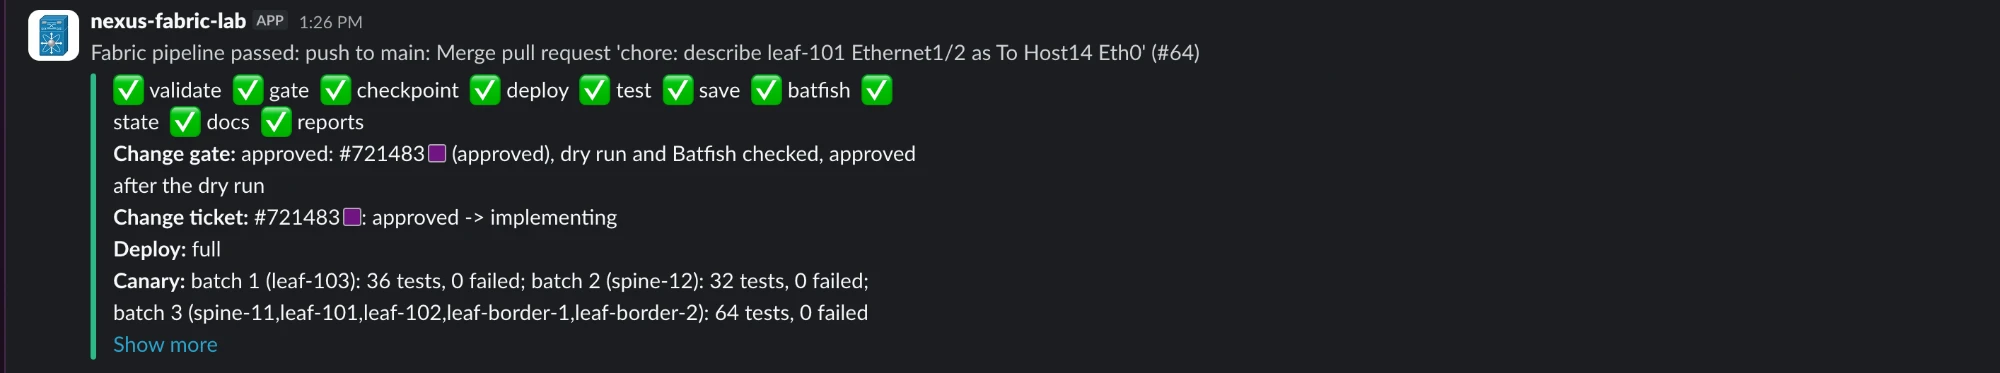 nexus-fabric-lab APP 1:26 PM
Fabric pipeline passed: push to main: Merge pull request 'chore: describe leaf-101 Ethernet1/2 as To Host14 Eth0' (#64)
✅ validate ✅ gate ✅ checkpoint ✅ deploy ✅ test ✅ save ✅ batfish ✅
state ✅ docs ✅ reports
Change gate: approved: #721483 (approved), dry run and Batfish checked, approved
after the dry run
Change ticket: #721483: approved -> implementing
Deploy: full
Canary: batch 1 (leaf-103): 36 tests, 0 failed; batch 2 (spine-12): 32 tests, 0 failed;
batch 3 (spine-11,leaf-101,leaf-102,leaf-border-1,leaf-border-2): 64 tests, 0 failed
Show more